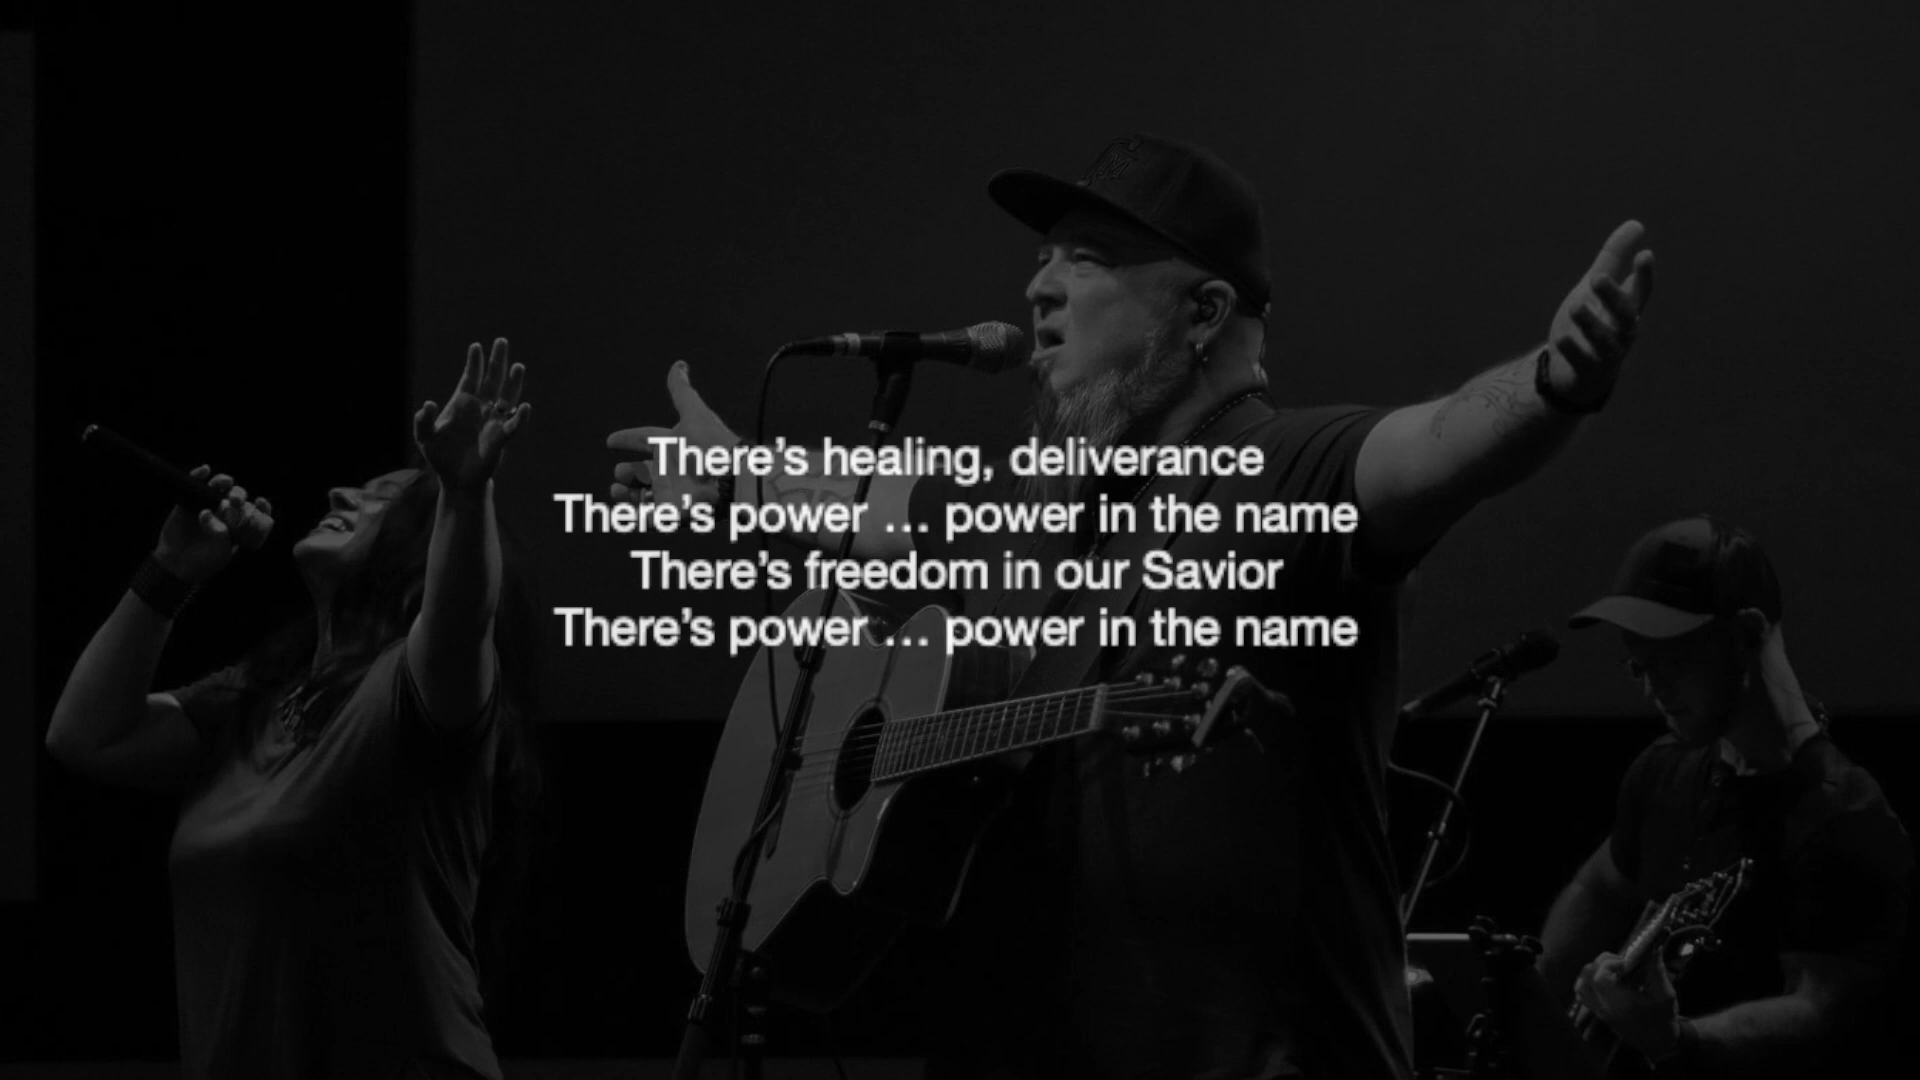 There’s healing, deliverance
There’s power … power in the name
There’s freedom in our Savior
There’s power … power in the name